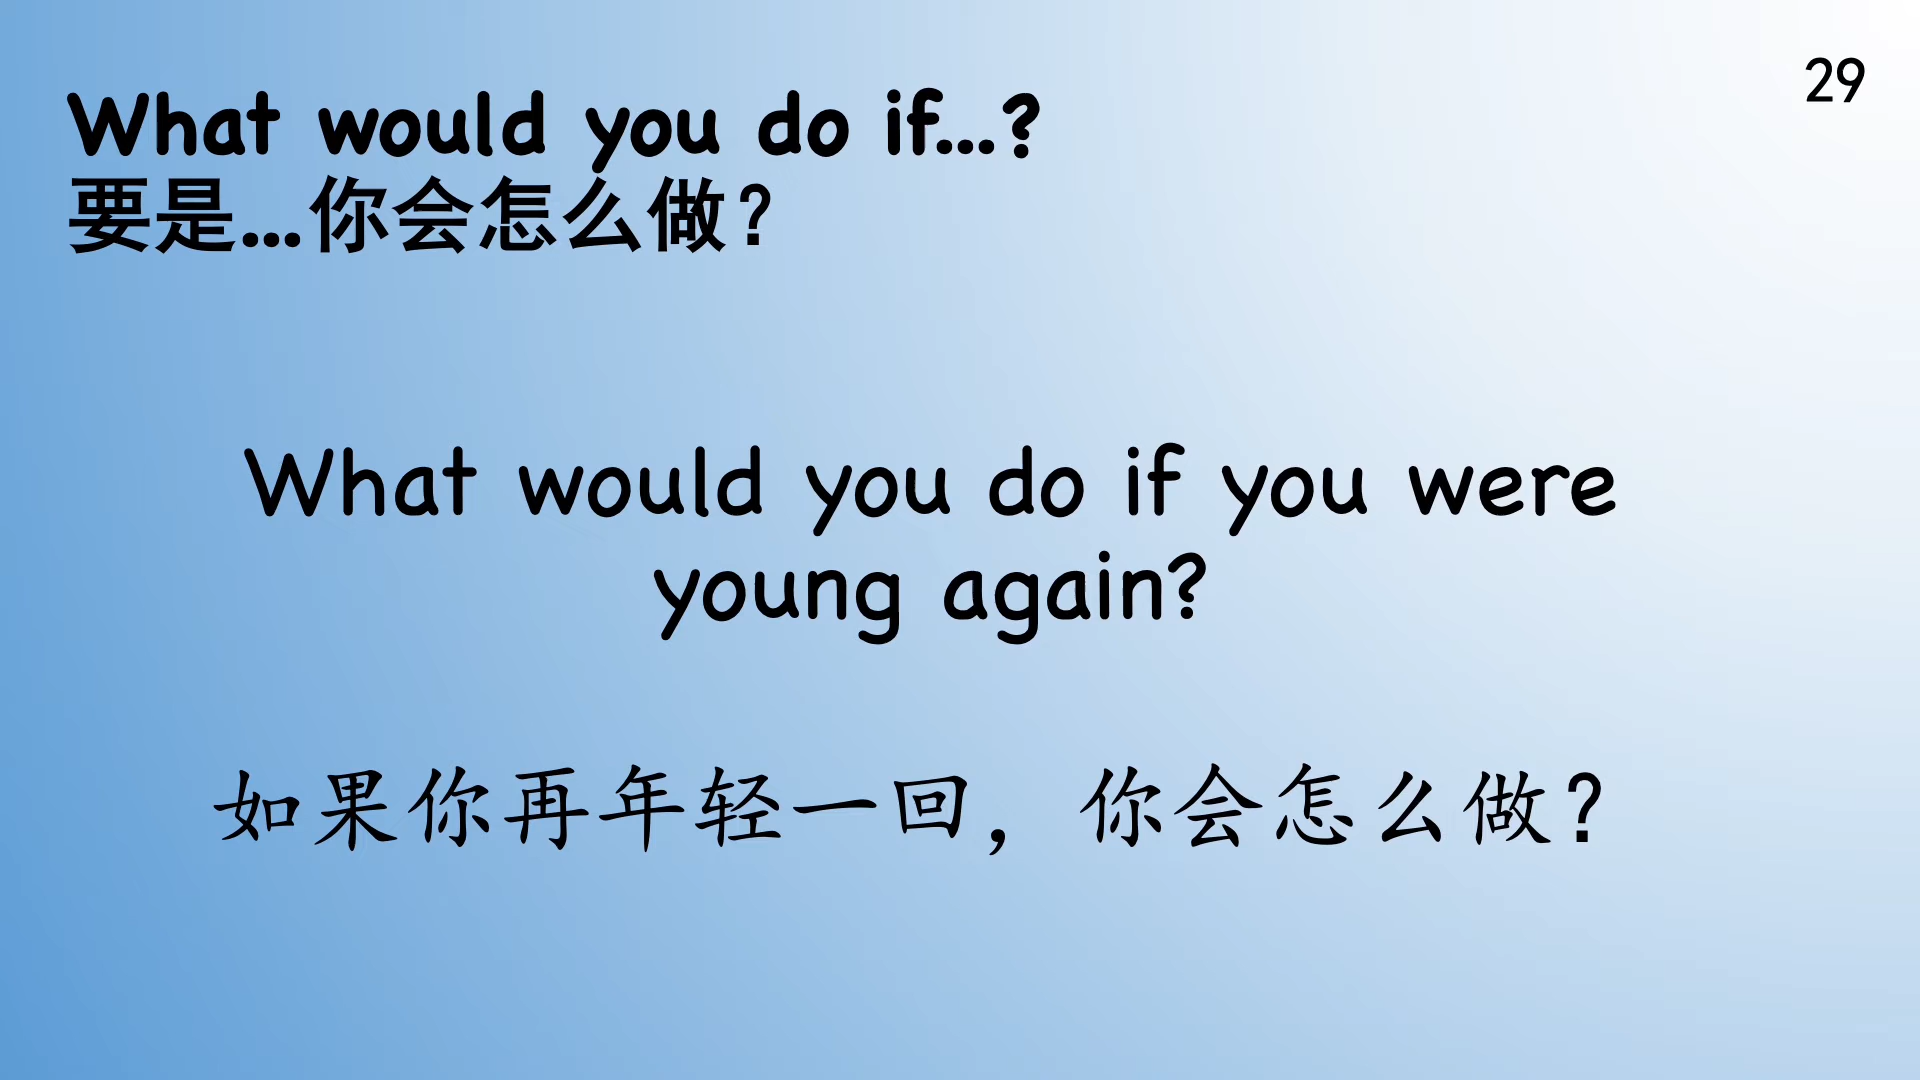 29
What would you do if...?
要是...你会怎么做？
What would you do if you were
young again?
如果你再年轻一回，你会怎么做？